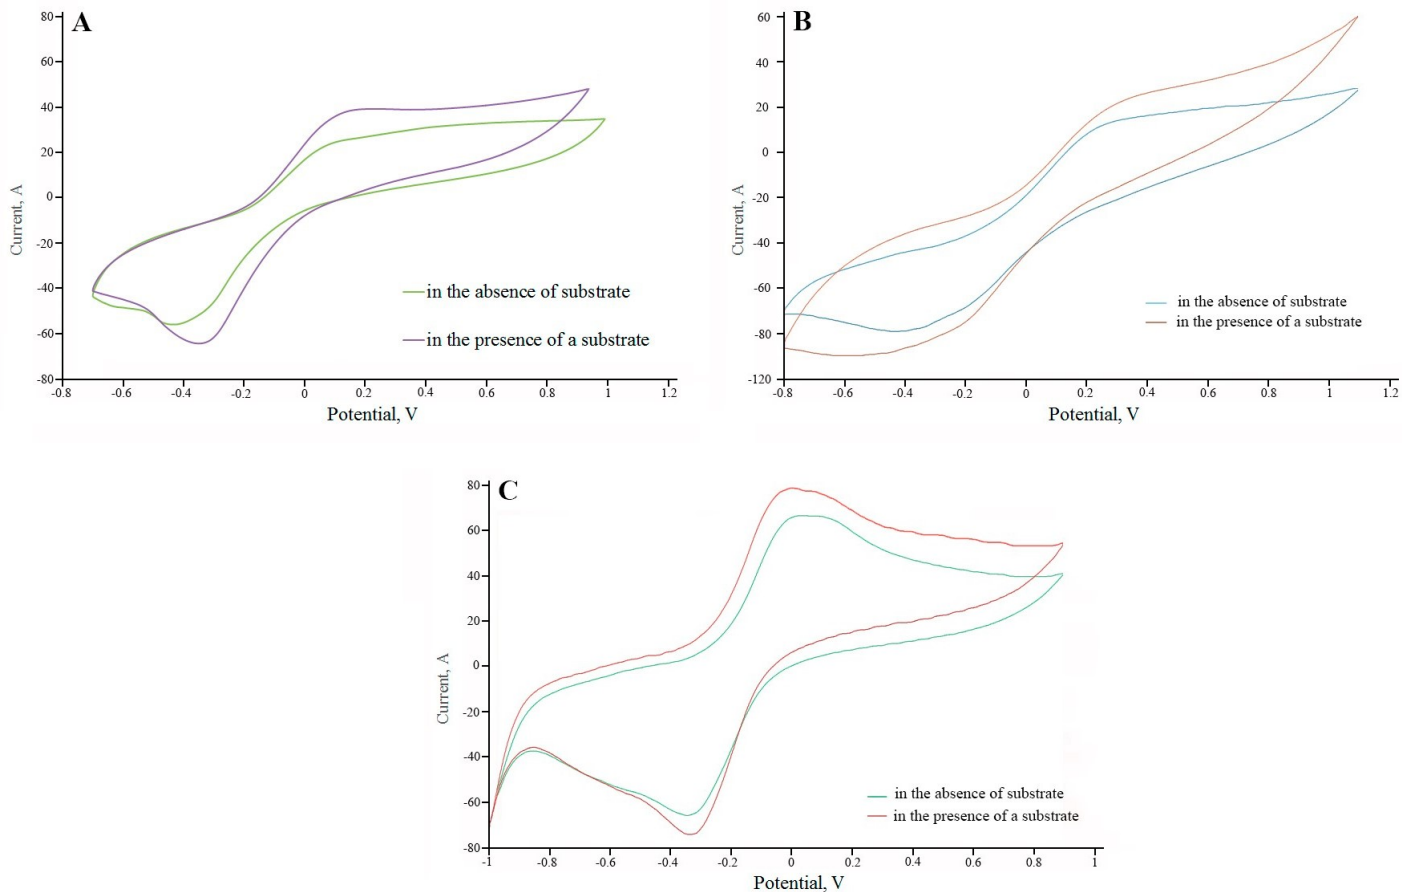 A
80
60
40
20
0
-20
-40
-60
-80
-0.8 -0.6 -0.4 -0.2 0 0.2 0.4 0.6 0.8 1 1.2
Current, A
Potential, V
in the absence of substrate
in the presence of a substrate
B
60
40
20
0
-20
-40
-60
-80
-120
-0.8 -0.6 -0.4 -0.2 0 0.2 0.4 0.6 0.8 1 1.2
Current, A
Potential, V
in the absence of substrate
in the presence of a substrate
C
80
60
40
20
0
-20
-40
-60
-80
-1 -0.8 -0.6 -0.4 -0.2 0 0.2 0.4 0.6 0.8 1
Current, A
Potential, V
in the absence of substrate
in the presence of a substrate